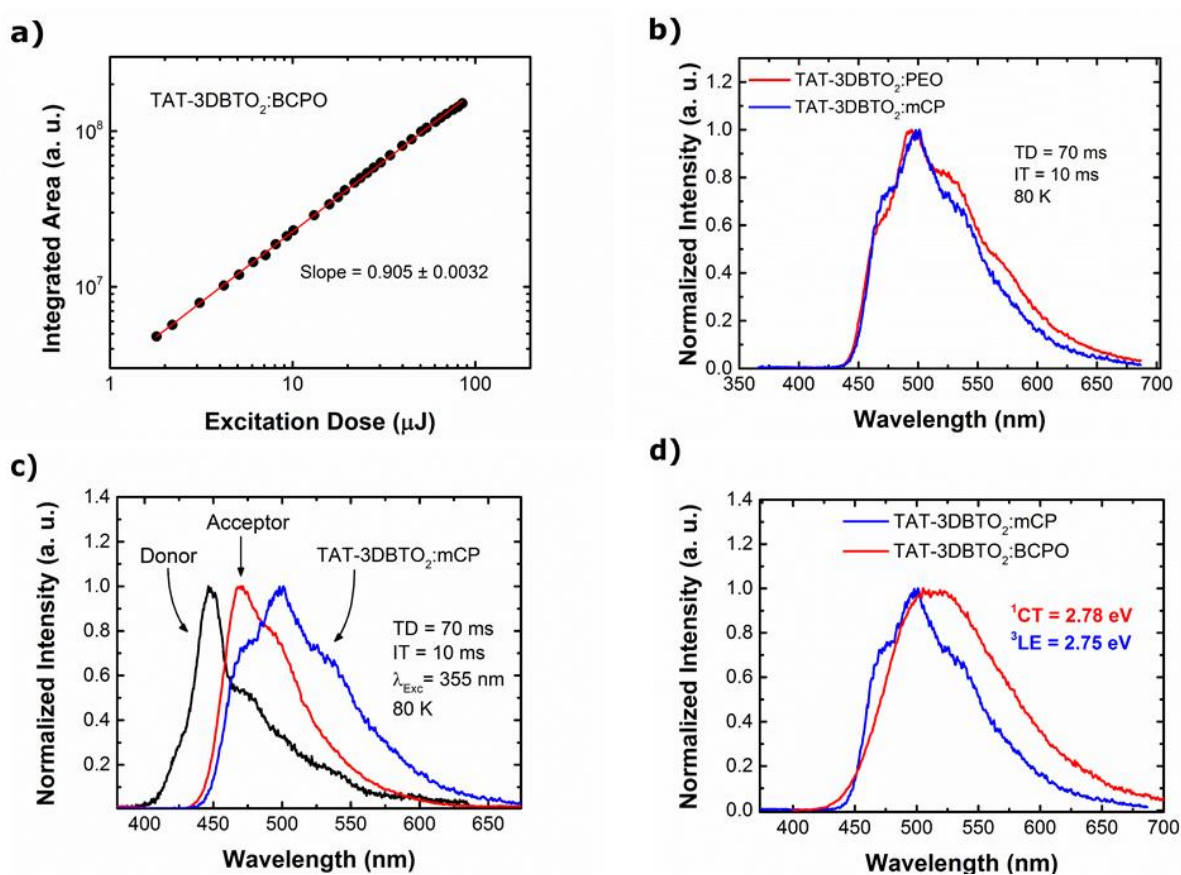 a)
TAT-3DBTO₂:BCPO
Slope = 0.905 ± 0.0032
Integrated Area (a. u.)
10⁸
10⁷
1
10
100
Excitation Dose (μJ)
b)
TAT-3DBTO₂:PEO
TAT-3DBTO₂:mCP
TD = 70 ms
IT = 10 ms
80 K
Normalized Intensity (a. u.)
1.2
1.0
0.8
0.6
0.4
0.2
0.0
350 400 450 500 550 600 650 700
Wavelength (nm)
c)
Acceptor
Donor
TAT-3DBTO₂:mCP
TD = 70 ms
IT = 10 ms
λExc= 355 nm
80 K
Normalized Intensity (a. u.)
1.4
1.2
1.0
0.8
0.6
0.4
0.2
400 450 500 550 600 650
Wavelength (nm)
d)
TAT-3DBTO₂:mCP
TAT-3DBTO₂:BCPO
¹CT = 2.78 eV
³LE = 2.75 eV
Normalized Intensity (a. u.)
1.4
1.2
1.0
0.8
0.6
0.4
0.2
0.0
400 450 500 550 600 650 700
Wavelength (nm)